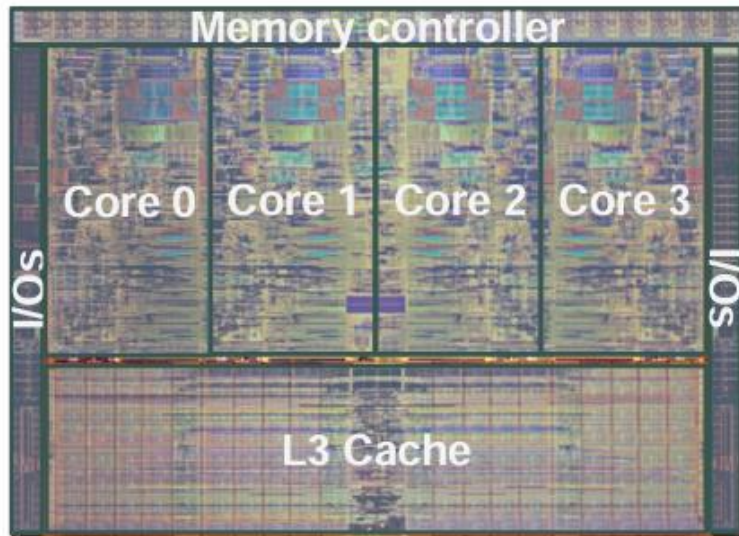 Memory controller
Core 0
Core 1
Core 2
Core 3
I/Os
I/Os
L3 Cache